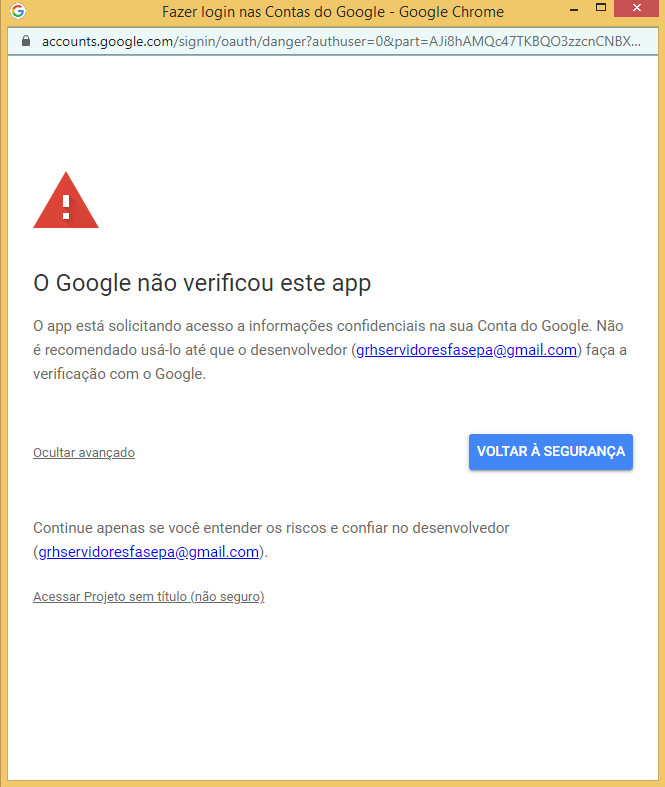 Fazer login nas Contas do Google - Google Chrome
accounts.google.com/signin/oauth/danger?authuser=0&part=AJi8hAMQc47TKBQO3zzcnCNBX...
O Google não verificou este app
O app está solicitando acesso a informações confidenciais na sua Conta do Google. Não
é recomendado usá-lo até que o desenvolvedor (grhservidoresfasepa@gmail.com) faça a
verificação com o Google.
Ocultar avançado
VOLTAR À SEGURANÇA
Continue apenas se você entender os riscos e confiar no desenvolvedor
(grhservidoresfasepa@gmail.com).
Acessar Projeto sem título (não seguro)